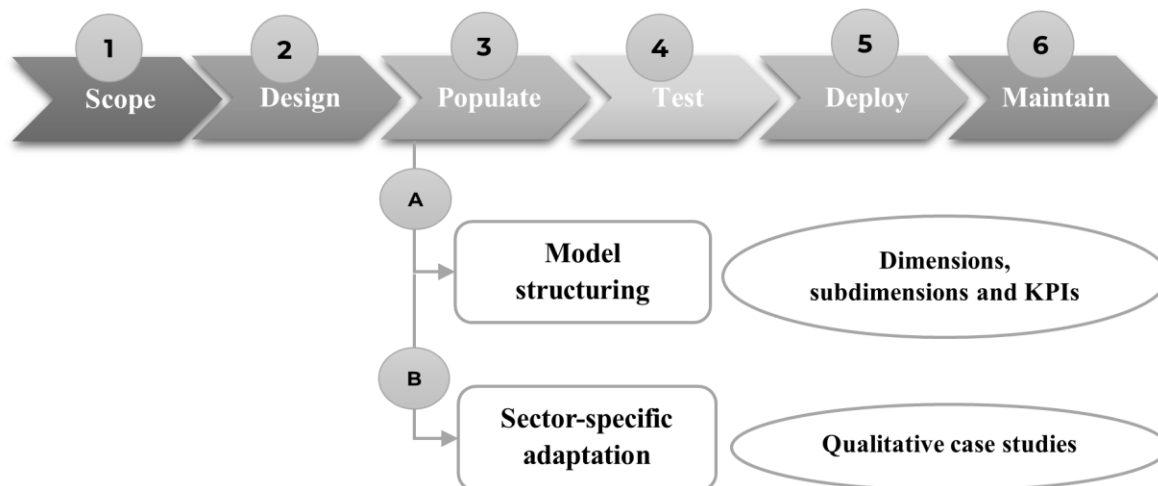 1
Scope
2
Design
3
Populate
4
Test
5
Deploy
6
Maintain
A
Model
structuring
Dimensions,
subdimensions and KPIs
B
Sector-specific
adaptation
Qualitative case studies